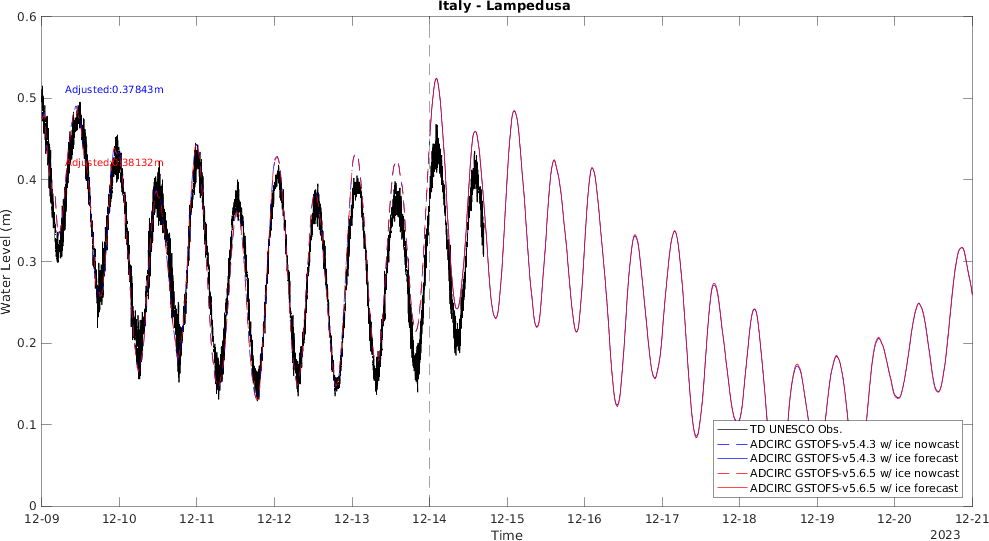 Italy - Lampedusa
0.6
0.5
0.4
0.3
0.2
0.1
0
Water Level (m)
Adjusted:0.37843m
Adjusted:0.38132m
TD UNESCO Obs.
ADCIRC GSTOFS-v5.4.3 w/ ice nowcast
ADCIRC GSTOFS-v5.4.3 w/ ice forecast
ADCIRC GSTOFS-v5.6.5 w/ ice nowcast
ADCIRC GSTOFS-v5.6.5 w/ ice forecast
12-09 12-10 12-11 12-12 12-13 12-14 12-15 12-16 12-17 12-18 12-19 12-20 12-21
Time
2023